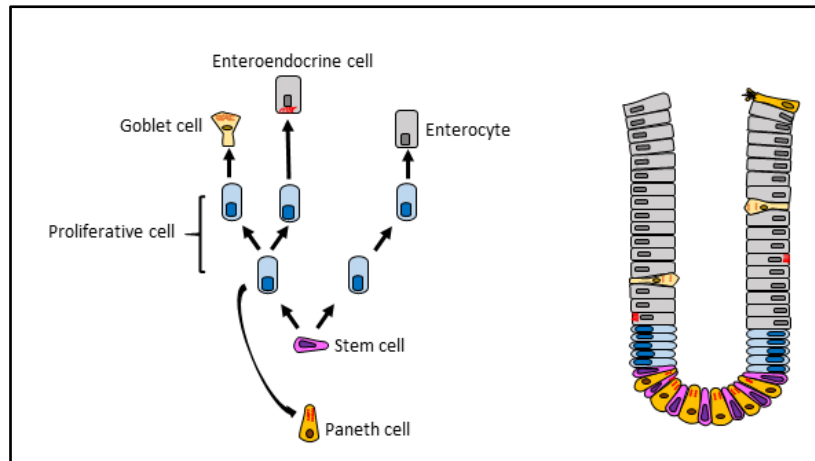 Enteroendocrine cell
Goblet cell
Enterocyte
Proliferative cell
Stem cell
Paneth cell